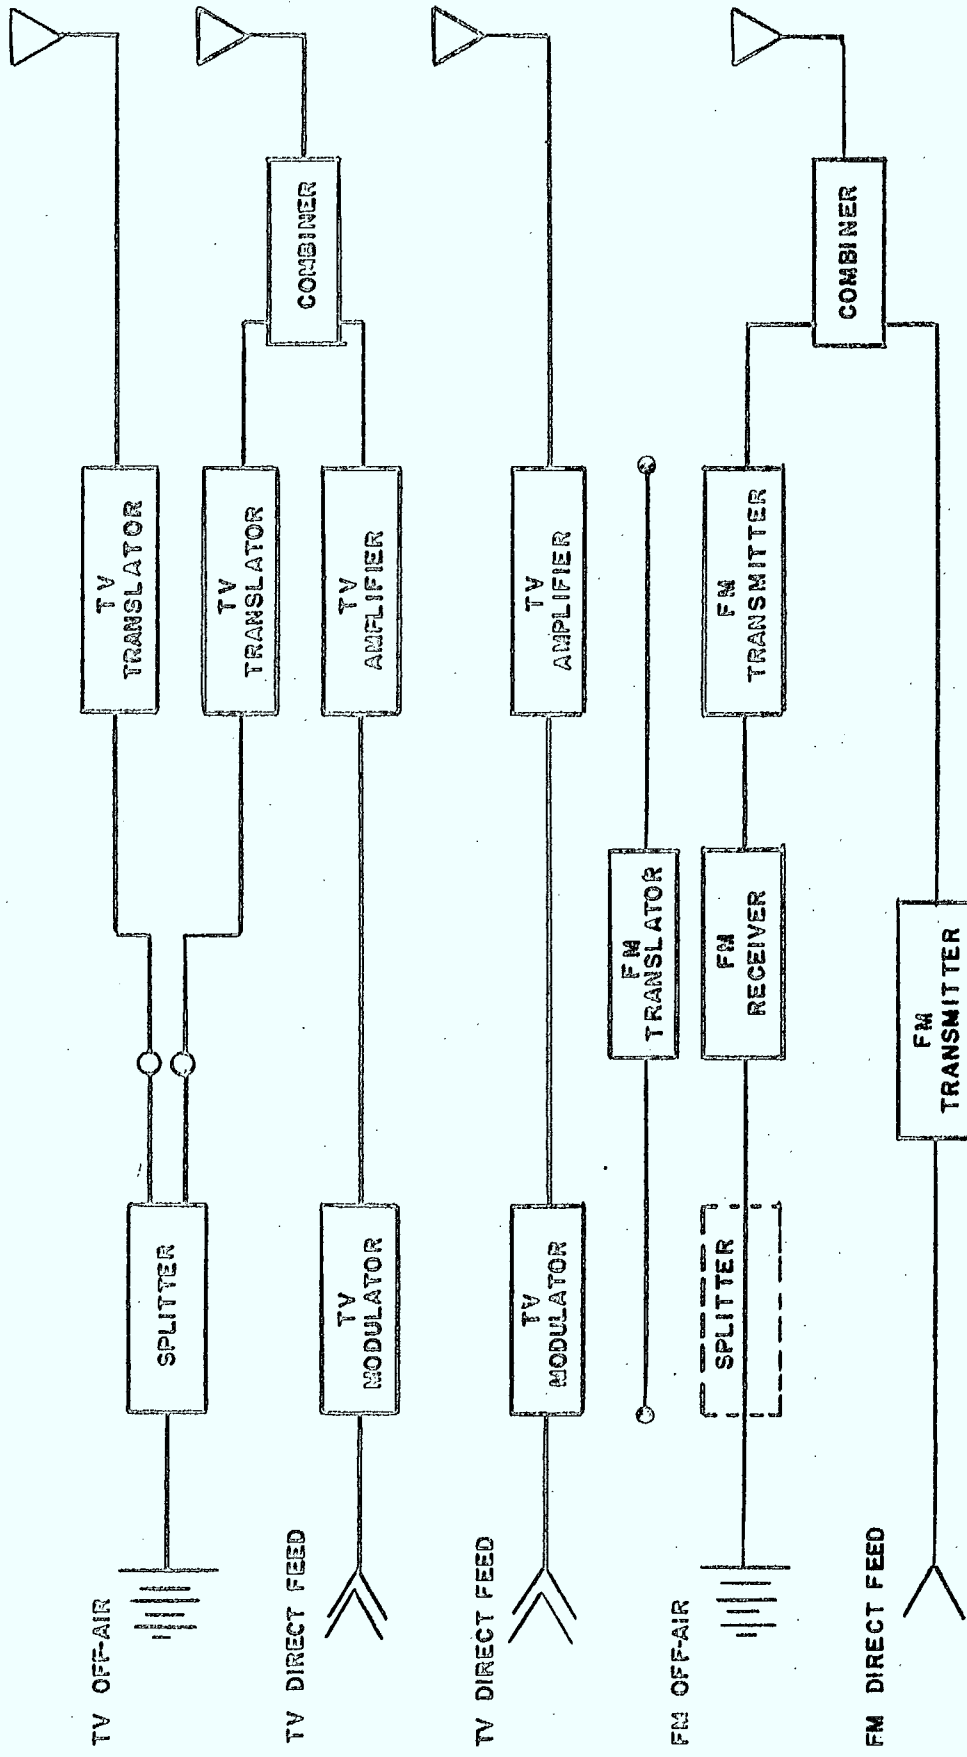 TV OFF-AIR
SPLITTER
TV
TRANSLATOR
TV
TRANSLATOR
COMBINER
TV DIRECT FEED
TV
MODULATOR
TV
AMPLIFIER
TV DIRECT FEED
TV
MODULATOR
TV
AMPLIFIER
FM
TRANSLATOR
FM OFF-AIR
SPLITTER
FM
RECEIVER
FM
TRANSMITTER
COMBINER
FM DIRECT FEED
FM
TRANSMITTER